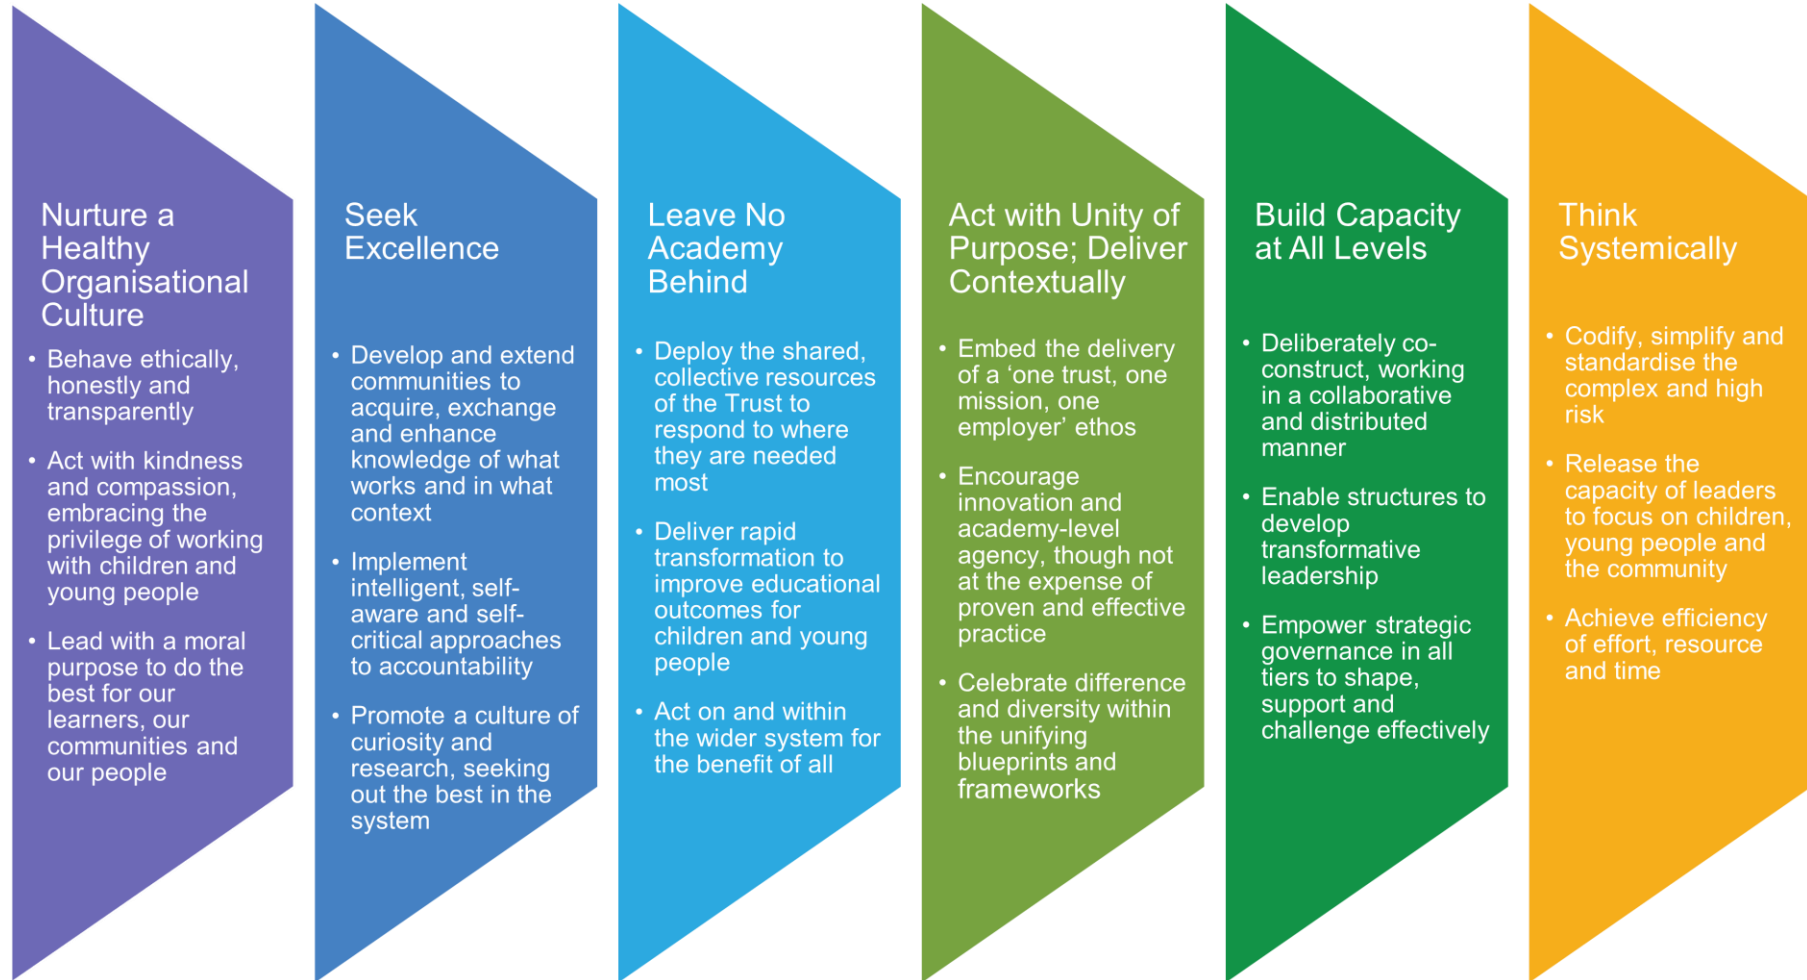 Nurture a
Healthy
Organisational
Culture
• Behave ethically,
honestly and
transparently
• Act with kindness
and compassion,
embracing the
privilege of working
with children and
young people
• Lead with a moral
purpose to do the
best for our
learners, our
communities and
our people
Seek
Excellence
• Develop and extend
communities to
acquire, exchange
and enhance
knowledge of what
works and in what
context
• Implement
intelligent, self-
aware and self-
critical approaches
to accountability
• Promote a culture of
curiosity and
research, seeking
out the best in the
system
Leave No
Academy
Behind
• Deploy the shared,
collective resources
of the Trust to
respond to where
they are needed
most
• Deliver rapid
transformation to
improve educational
outcomes for
children and young
people
• Act on and within
the wider system for
the benefit of all
Act with Unity of
Purpose; Deliver
Contextually
• Embed the delivery
of a ‘one trust, one
mission, one
employer’ ethos
• Encourage
innovation and
academy-level
agency, though not
at the expense of
proven and effective
practice
• Celebrate difference
and diversity within
the unifying
blueprints and
frameworks
Build Capacity
at All Levels
• Deliberately co-
construct, working
in a collaborative
and distributed
manner
• Enable structures to
develop
transformative
leadership
• Empower strategic
governance in all
tiers to shape,
support and
challenge effectively
Think
Systemically
• Codify, simplify and
standardise the
complex and high
risk
• Release the
capacity of leaders
to focus on children,
young people and
the community
• Achieve efficiency
of effort, resource
and time